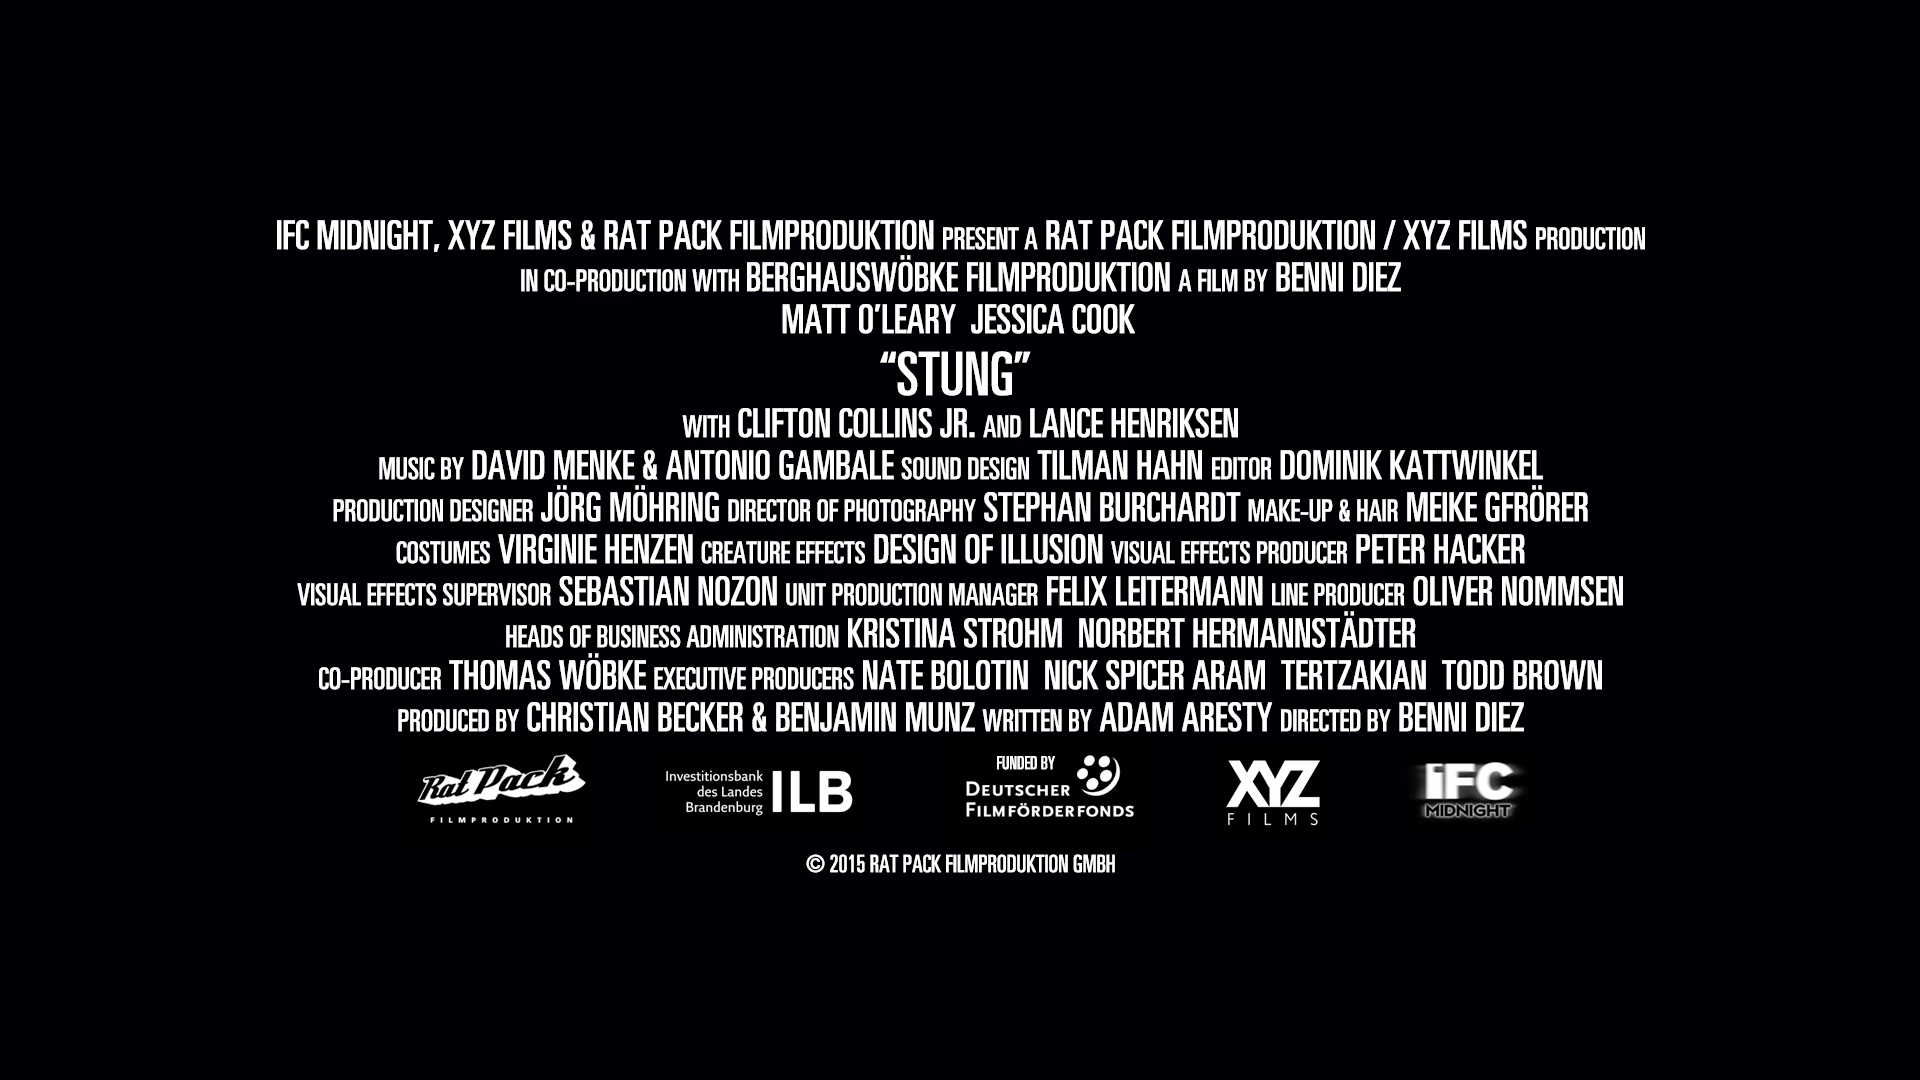 IFC MIDNIGHT, XYZ FILMS & RAT PACK FILMPRODUKTION PRESENT A RAT PACK FILMPRODUKTION / XYZ FILMS PRODUCTION
IN CO-PRODUCTION WITH BERGHAUSWÖBKE FILMPRODUKTION A FILM BY BENNI DIEZ
MATT O’LEARY JESSICA COOK
“STUNG”
WITH CLIFTON COLLINS JR. AND LANCE HENRIKSEN
MUSIC BY DAVID MENKE & ANTONIO GAMBALE SOUND DESIGN TILMAN HAHN EDITOR DOMINIK KATTWINKEL
PRODUCTION DESIGNER JÖRG MÖHRING DIRECTOR OF PHOTOGRAPHY STEPHAN BURCHARDT MAKE-UP & HAIR MEIKE GFRÖRER
COSTUMES VIRGINIE HENZEN CREATURE EFFECTS DESIGN OF ILLUSION VISUAL EFFECTS PRODUCER PETER HACKER
VISUAL EFFECTS SUPERVISOR SEBASTIAN NOZON UNIT PRODUCTION MANAGER FELIX LEITERMANN LINE PRODUCER OLIVER NOMMSEN
HEADS OF BUSINESS ADMINISTRATION KRISTINA STROHM NORBERT HERMANNSTÄDTER
CO-PRODUCER THOMAS WÖBKE EXECUTIVE PRODUCERS NATE BOLOTIN NICK SPICER ARAM TERTZAKIAN TODD BROWN
PRODUCED BY CHRISTIAN BECKER & BENJAMIN MUNZ WRITTEN BY ADAM ARESTY DIRECTED BY BENNI DIEZ
Rat Pack
FILMPRODUKTION
Investitionsbank
des Landes
Brandenburg
ILB
FUNDED BY
DEUTSCHER
FILMFÖRDERFONDS
XYZ
FILMS
iFC
MIDNIGHT
© 2015 RAT PACK FILMPRODUKTION GMBH